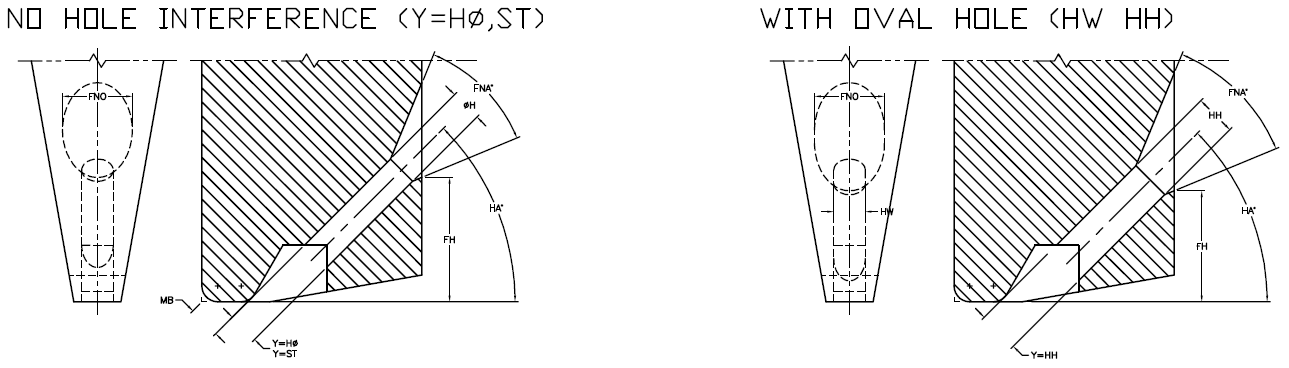 NO HOLE INTERFERENCE (Y=HØ,ST)
FNO
FNA°
ØH
HA°
FH
MB
Y=HØ
Y=ST
WITH OVAL HOLE (HW HH)
FNO
FNA°
HH
HW
HA°
FH
Y=HH